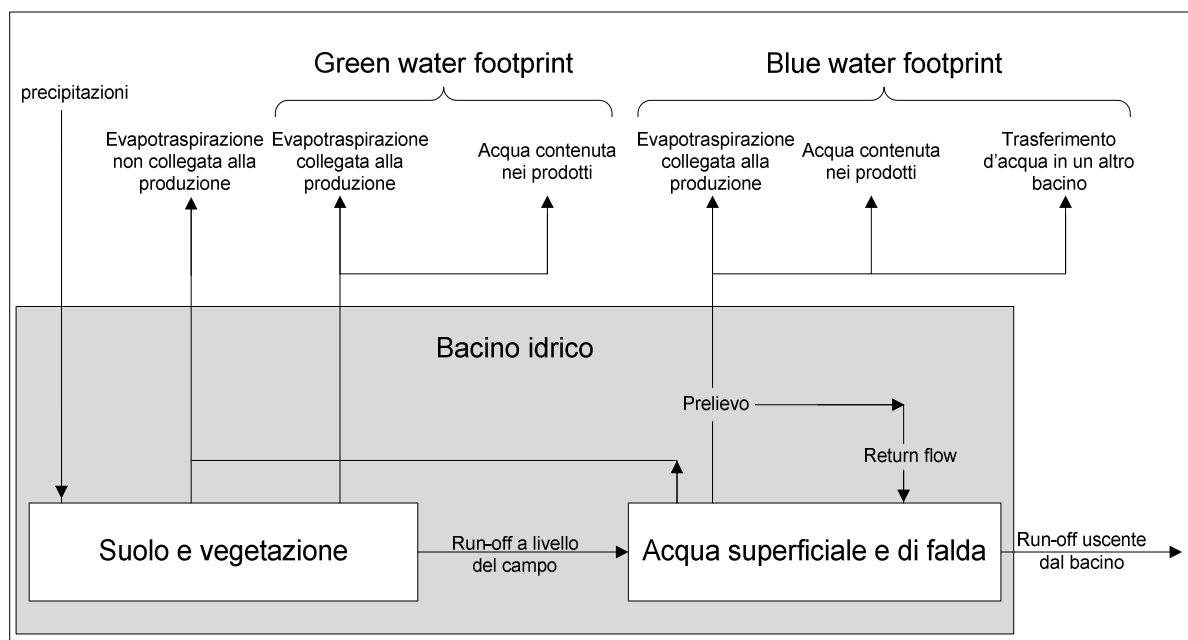 Green water footprint
Blue water footprint
precipitazioni
Evapotraspirazione
non collegata alla
produzione
Evapotraspirazione
collegata alla
produzione
Acqua contenuta
nei prodotti
Evapotraspirazione
collegata alla
produzione
Acqua contenuta
nei prodotti
Trasferimento
d'acqua in un altro
bacino
Bacino idrico
Prelievo
Return flow
Suolo e vegetazione
Run-off a livello
del campo
Acqua superficiale e di falda
Run-off uscente
dal bacino